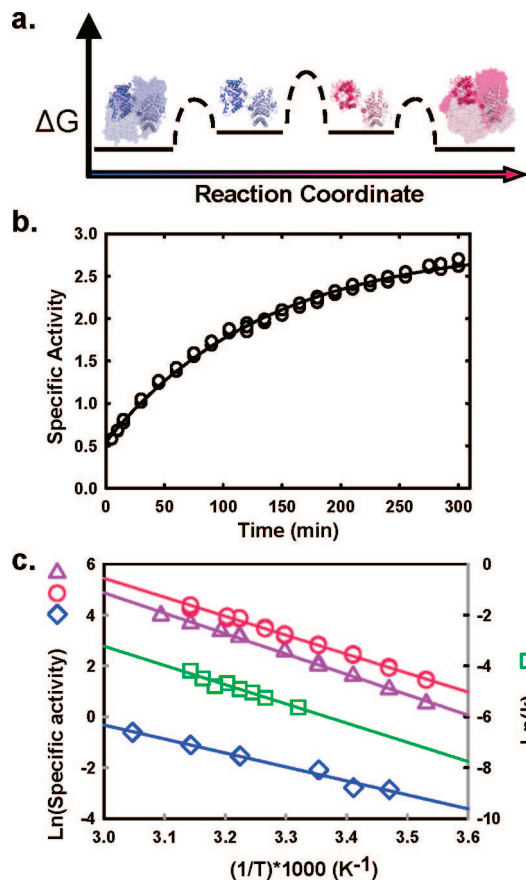 a.
ΔG
Reaction Coordinate
b.
3.0
2.5
2.0
1.5
1.0
0.5
0.0
Specific Activity
0 50 100 150 200 250 300
Time (min)
c.
6
4
2
0
-2
-4
Ln(Specific activity)
0
-2
-4
-6
-8
-10
3.0 3.1 3.2 3.3 3.4 3.5 3.6
(1/T)*1000 (K-1)